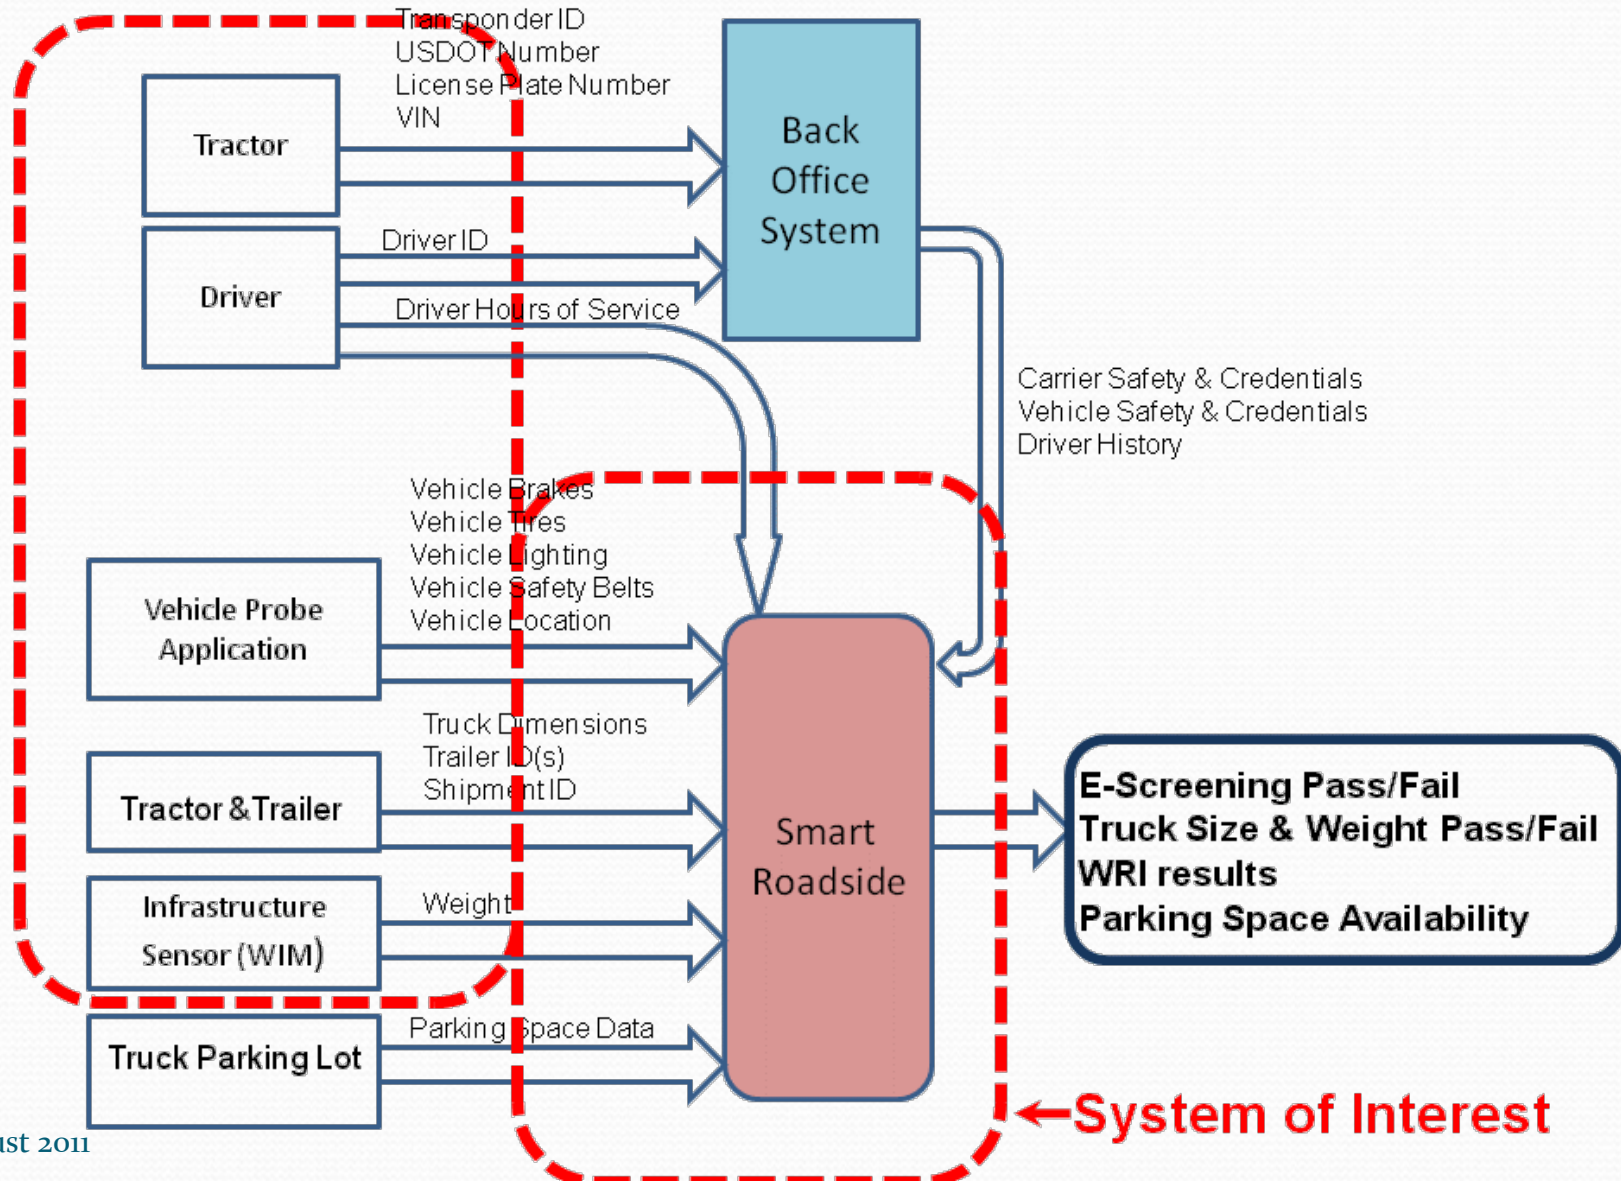 Transponder ID
USDOT Number
License Plate Number
VIN
Tractor
Back
Office
System
Driver ID
Driver
Driver Hours of Service
Carrier Safety & Credentials
Vehicle Safety & Credentials
Driver History
Vehicle Brakes
Vehicle Tires
Vehicle Lighting
Vehicle Safety Belts
Vehicle Location
Vehicle Probe
Application
Truck Dimensions
Trailer ID(s)
Shipment ID
Tractor & Trailer
Smart
Roadside
E-Screening Pass/Fail
Truck Size & Weight Pass/Fail
WRI results
Parking Space Availability
Weight
Infrastructure
Sensor (WIM)
Parking Space Data
Truck Parking Lot
System of Interest
ust 2011